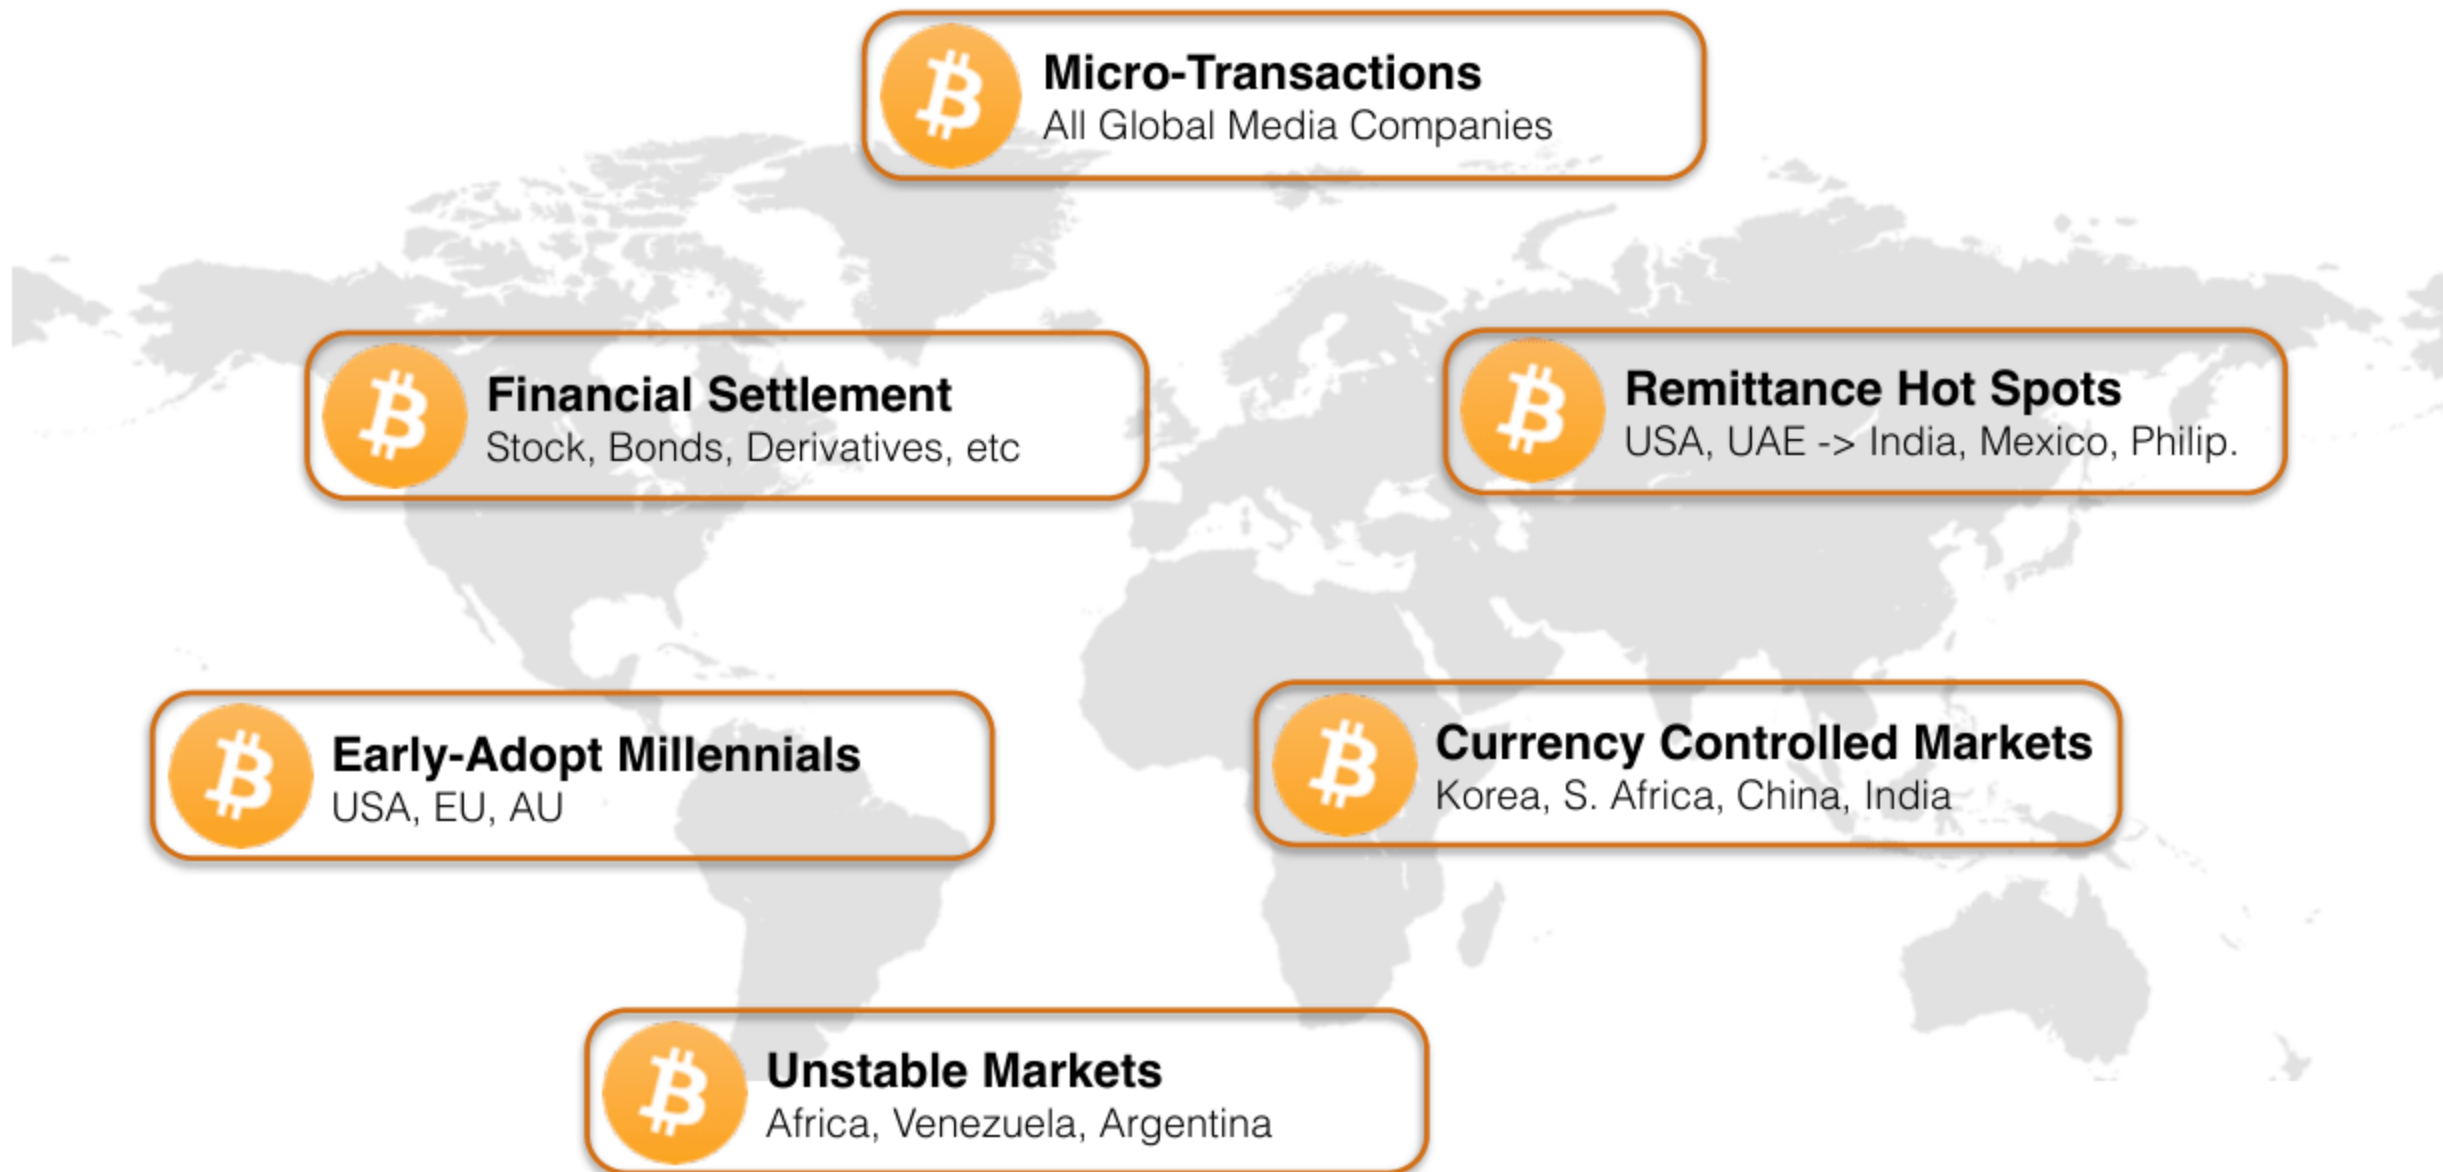 Micro-Transactions
All Global Media Companies
Financial Settlement
Stock, Bonds, Derivatives, etc
Remittance Hot Spots
USA, UAE -> India, Mexico, Philip.
Early-Adopt Millennials
USA, EU, AU
Currency Controlled Markets
Korea, S. Africa, China, India
Unstable Markets
Africa, Venezuela, Argentina